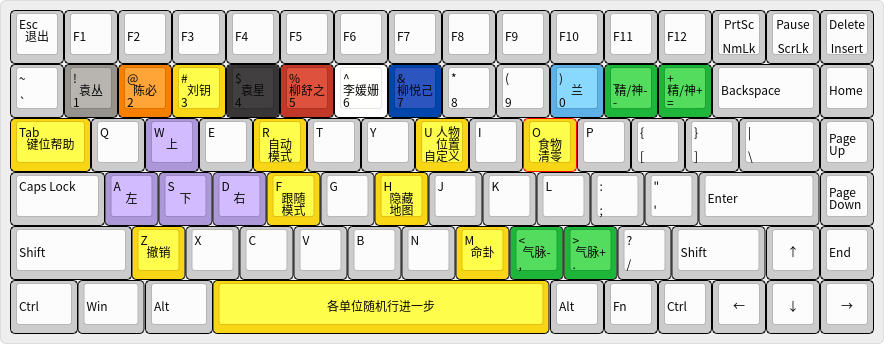 Esc 退出 F1 F2 F3 F4 F5 F6 F7 F8 F9 F10 F11 F12 PrtSc NmLk Pause ScrLk Delete Insert
~ ` ! 袁丛 1 @ 陈必 2 # 刘钥 3 $ 袁星 4 % 柳舒之 5 ^ 李媛姗 6 & 柳悦己 7 * 8 ( 9 ) 兰 0 _ 精/神- - + 精/神+ = Backspace Home
Tab 键位帮助 Q W 上 E R 自动模式 T Y U 人物位置自定义 I O 食物清零 P { [ } ] | \ Page Up
Caps Lock A 左 S 下 D 右 F 跟随模式 G H 隐藏地图 J K L : ; " ' Enter Page Down
Shift Z 撤销 X C V B N M 命卦 < 气脉- , > 气脉+ . ? / Shift ↑ End
Ctrl Win Alt 各单位随机行进一步 Alt Fn Ctrl ← ↓ →